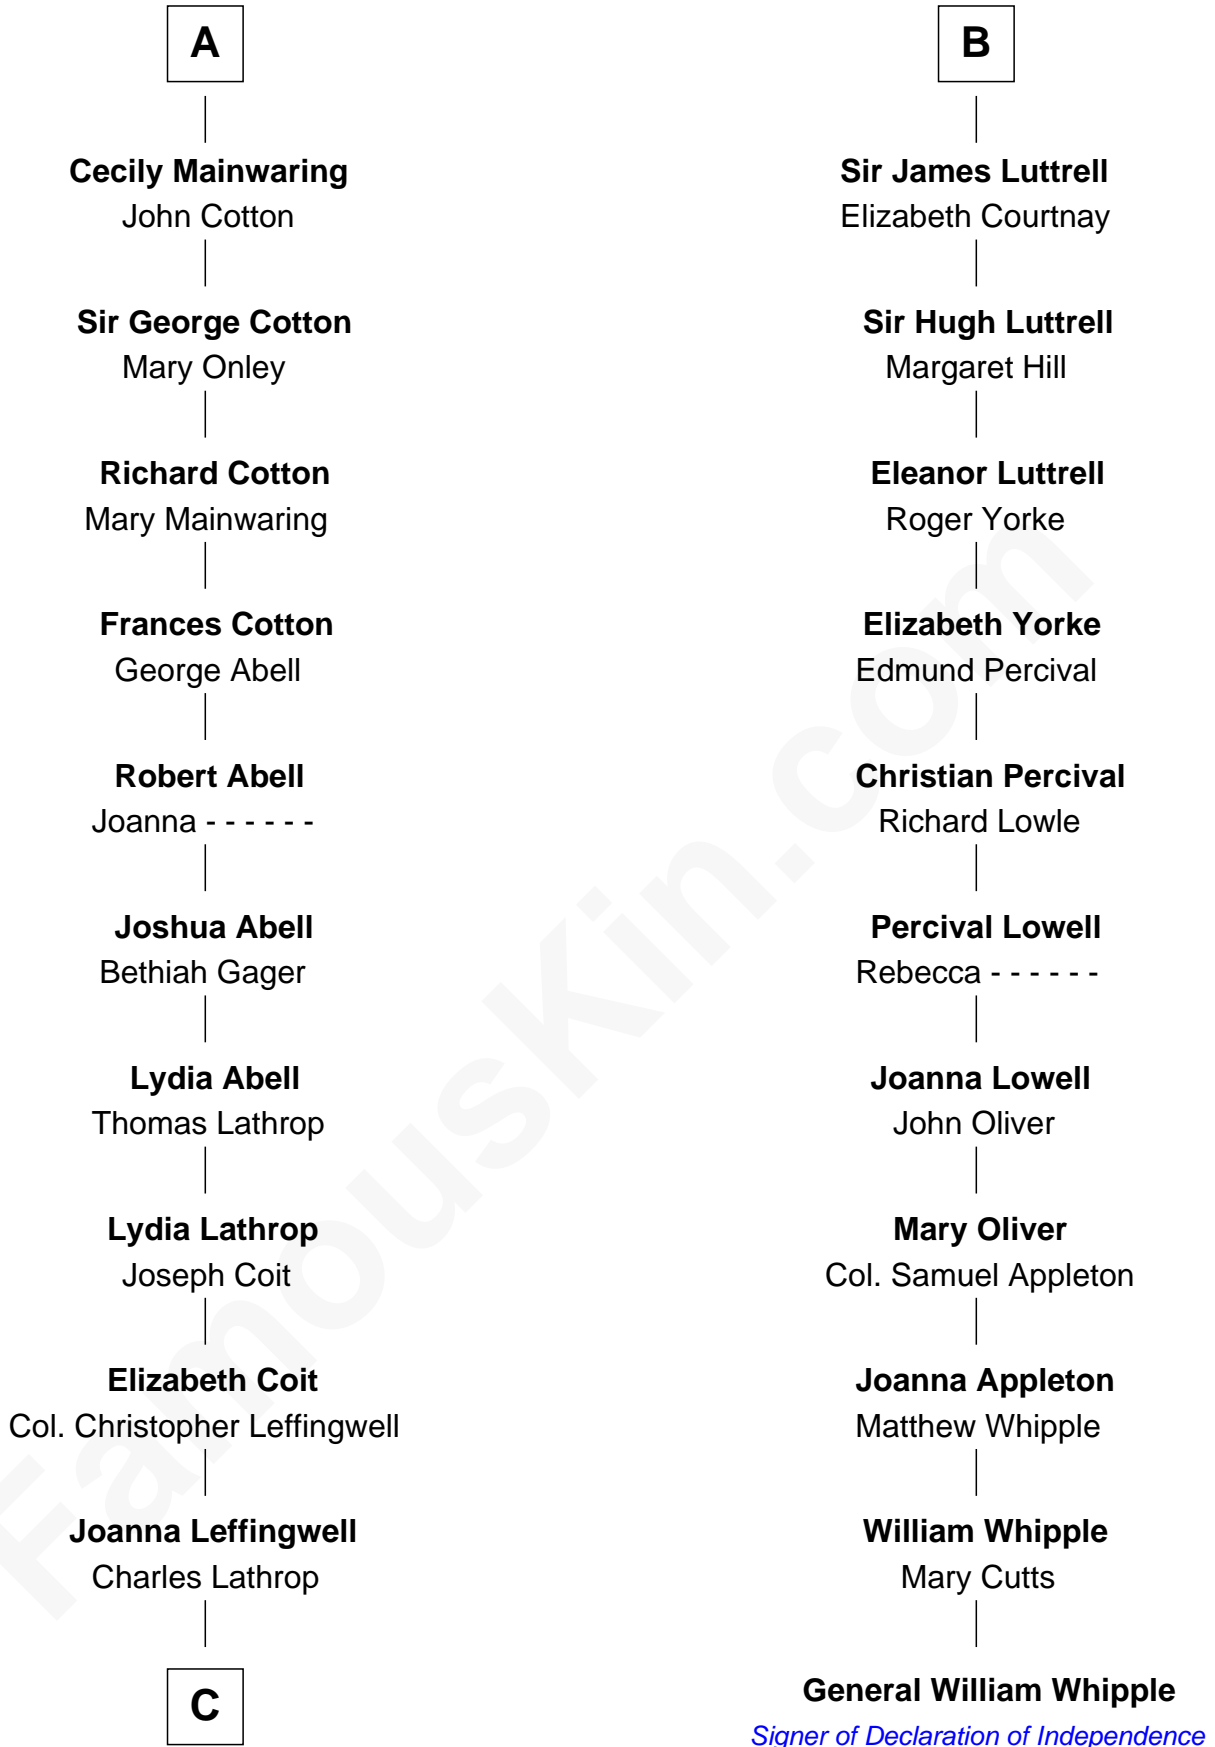 A
Cecily Mainwaring
John Cotton
Sir George Cotton
Mary Onley
Richard Cotton
Mary Mainwaring
Frances Cotton
George Abell
Robert Abell
Joanna - - - - - -
Joshua Abell
Bethiah Gager
Lydia Abell
Thomas Lathrop
Lydia Lathrop
Joseph Coit
Elizabeth Coit
Col. Christopher Leffingwell
Joanna Leffingwell
Charles Lathrop
C
B
Sir James Luttrell
Elizabeth Courtnay
Sir Hugh Luttrell
Margaret Hill
Eleanor Luttrell
Roger Yorke
Elizabeth Yorke
Edmund Percival
Christian Percival
Richard Lowle
Percival Lowell
Rebecca - - - - - -
Joanna Lowell
John Oliver
Mary Oliver
Col. Samuel Appleton
Joanna Appleton
Matthew Whipple
William Whipple
Mary Cutts
General William Whipple
Signer of Declaration of Independence
FamousKin.com